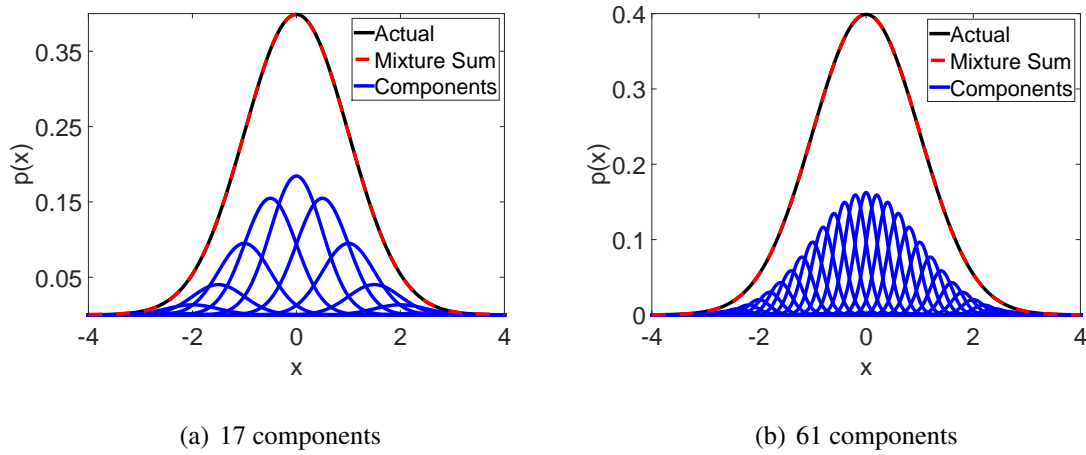 0.35
0.25
0.15
0.05
p(x)
-4 -2 0 2 4
x
Actual
Mixture Sum
Components
(a) 17 components
0.4
0.3
0.2
0.1
0
p(x)
-4 -2 0 2 4
x
Actual
Mixture Sum
Components
(b) 61 components